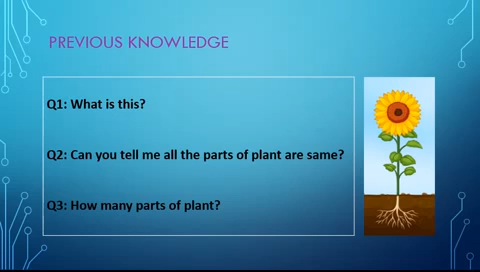 PREVIOUS KNOWLEDGE
Q1: What is this?
Q2: Can you tell me all the parts of plant are same?
Q3: How many parts of plant?